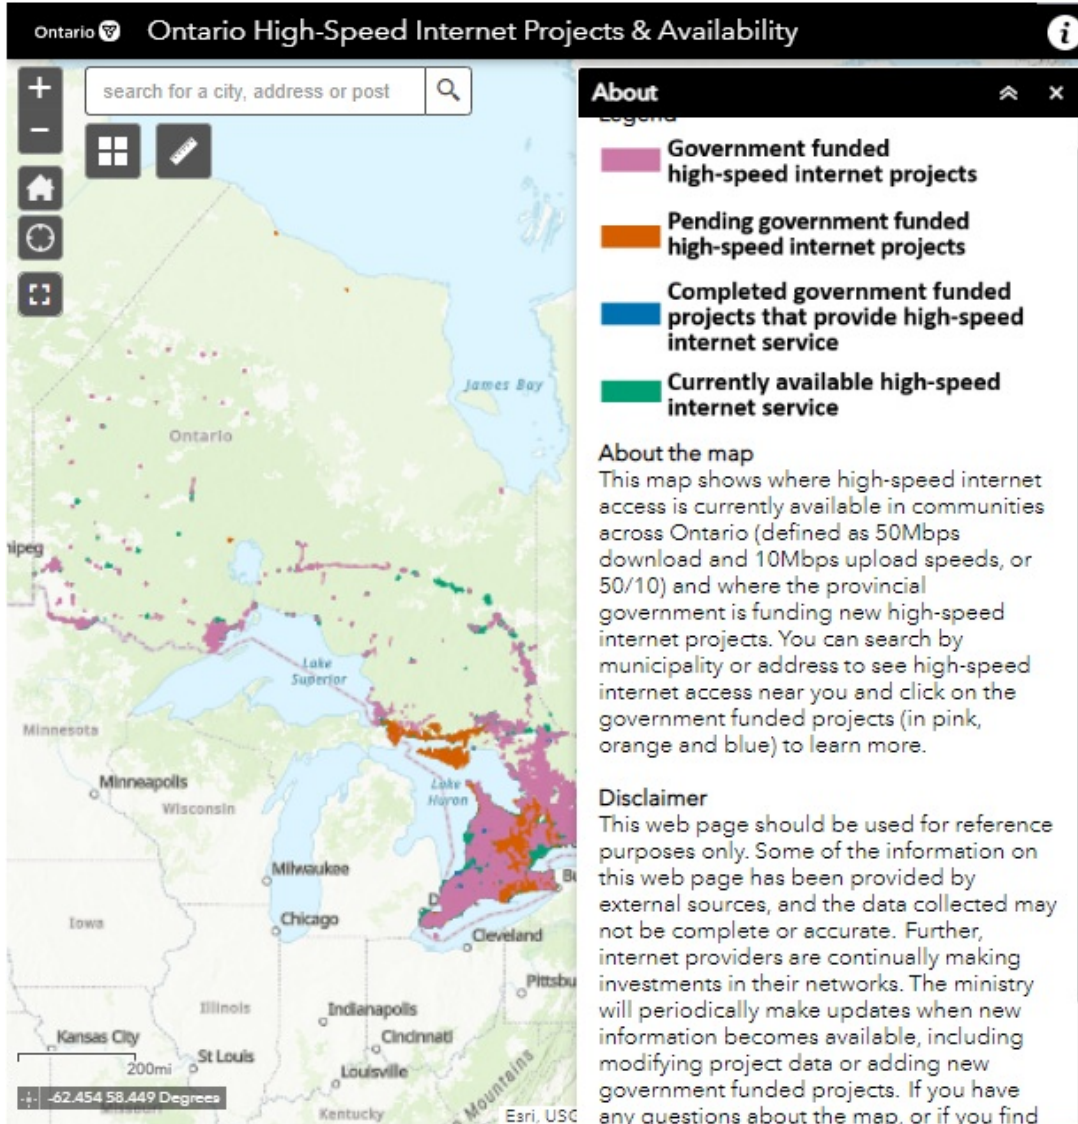 Ontario Ontario High-Speed Internet Projects & Availability
i
+
search for a city, address or post
−
About
Legend
Government funded
high-speed internet projects
Pending government funded
high-speed internet projects
Completed government funded
projects that provide high-speed
internet service
Currently available high-speed
internet service
About the map
This map shows where high-speed internet
access is currently available in communities
across Ontario (defined as 50Mbps
download and 10Mbps upload speeds, or
50/10) and where the provincial
government is funding new high-speed
internet projects. You can search by
municipality or address to see high-speed
internet access near you and click on the
government funded projects (in pink,
orange and blue) to learn more.
Disclaimer
This web page should be used for reference
purposes only. Some of the information on
this web page has been provided by
external sources, and the data collected may
not be complete or accurate. Further,
internet providers are continually making
investments in their networks. The ministry
will periodically make updates when new
information becomes available, including
modifying project data or adding new
government funded projects. If you have
any questions about the map, or if you find
James Bay
Ontario
nipeg
Lake
Superior
Minnesota
Minneapolis
Wisconsin
Lake
Huron
Milwaukee
Bu
D
Chicago
Iowa
Cleveland
Pittsbu
Illinois
Indianapolis
Kansas City
Cincinnati
St Louis
200mi
Louisville
-62.454 58.449 Degrees
Missouri
Kentucky
Mountains
Esri, USG